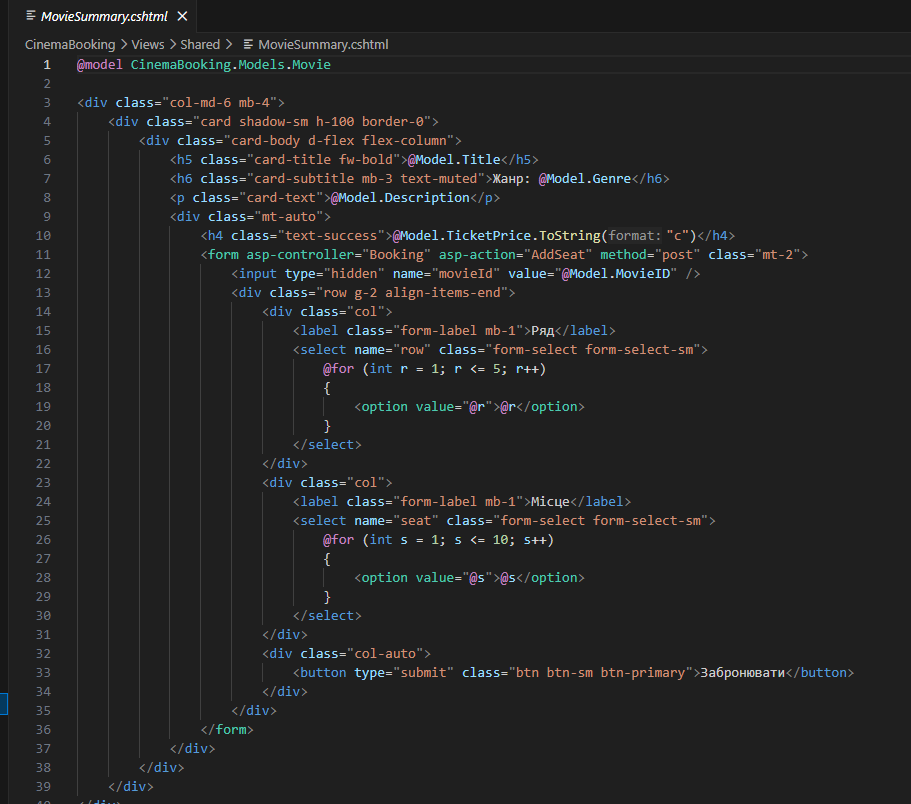 MovieSummary.cshtml
CinemaBooking > Views > Shared > MovieSummary.cshtml
1 @model CinemaBooking.Models.Movie
2
3 <div class="col-md-6 mb-4">
4 <div class="card shadow-sm h-100 border-0">
5 <div class="card-body d-flex flex-column">
6 <h5 class="card-title fw-bold">@Model.Title</h5>
7 <h6 class="card-subtitle mb-3 text-muted">Жанр: @Model.Genre</h6>
8 <p class="card-text">@Model.Description</p>
9 <div class="mt-auto">
10 <h4 class="text-success">@Model.TicketPrice.ToString(format: "c")</h4>
11 <form asp-controller="Booking" asp-action="AddSeat" method="post" class="mt-2">
12 <input type="hidden" name="movieId" value="@Model.MovieID" />
13 <div class="row g-2 align-items-end">
14 <div class="col">
15 <label class="form-label mb-1">Ряд</label>
16 <select name="row" class="form-select form-select-sm">
17 @for (int r = 1; r <= 5; r++)
18 {
19 <option value="@r">@r</option>
20 }
21 </select>
22 </div>
23 <div class="col">
24 <label class="form-label mb-1">Місце</label>
25 <select name="seat" class="form-select form-select-sm">
26 @for (int s = 1; s <= 10; s++)
27 {
28 <option value="@s">@s</option>
29 }
30 </select>
31 </div>
32 <div class="col-auto">
33 <button type="submit" class="btn btn-sm btn-primary">Забронювати</button>
34 </div>
35 </div>
36 </form>
37 </div>
38 </div>
39 </div>
40 </div>